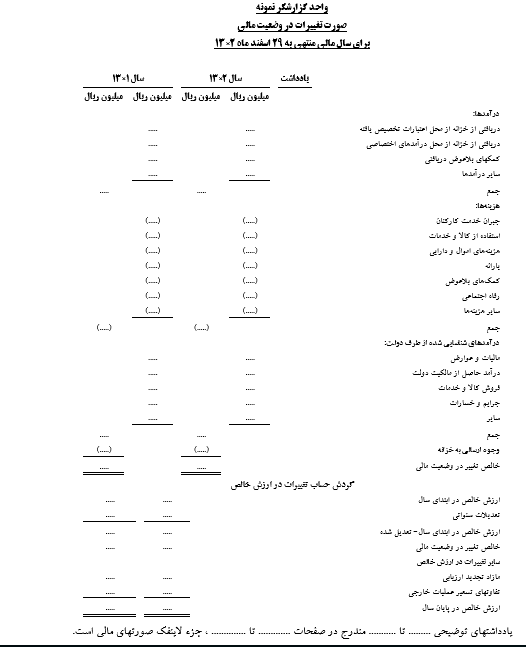 واحد گزارشگر نمونه
صورت تغییرات در وضعیت مالی
برای سال مالی منتهی به ۲۹ اسفند ماه ۱۳×۲
یادداشت سال ۱۳×۲ سال ۱۳×۱
میلیون ریال میلیون ریال میلیون ریال میلیون ریال
درآمدها:
دریافتی از خزانه از محل اعتبارات تخصیص یافته ..... .....
دریافتی از خزانه از محل درآمدهای اختصاصی ..... .....
کمکهای بلاعوض دریافتی ..... .....
سایر درآمدها ..... .....
جمع ..... .....
هزینه‌ها:
جبران خدمت کارکنان (.....) (.....)
استفاده از کالا و خدمات (.....) (.....)
هزینه‌های اموال و دارایی (.....) (.....)
یارانه (.....) (.....)
کمک‌های بلاعوض (.....) (.....)
رفاه اجتماعی (.....) (.....)
سایر هزینه‌ها (.....) (.....)
جمع (.....) (.....)
درآمدهای شناسایی شده از طرف دولت:
مالیات و عوارض ..... .....
درآمد حاصل از مالکیت دولت ..... .....
فروش کالا و خدمات ..... .....
جرایم و خسارات ..... .....
سایر ..... .....
جمع ..... .....
وجوه ارسالی به خزانه (.....) (.....)
خالص تغییر در وضعیت مالی ..... .....
گردش حساب تغییرات در ارزش خالص
ارزش خالص در ابتدای سال ..... .....
تعدیلات سنواتی ..... .....
ارزش خالص در ابتدای سال - تعدیل شده ..... .....
خالص تغییر در وضعیت مالی ..... .....
سایر تغییرات در ارزش خالص
مازاد تجدید ارزیابی ..... .....
تفاوتهای تسعیر عملیات خارجی ..... .....
ارزش خالص در پایان سال ..... .....
یادداشتهای توضیحی ......... تا ........... مندرج در صفحات ............. تا .............. ، جزء لاینفک صورتهای مالی است.